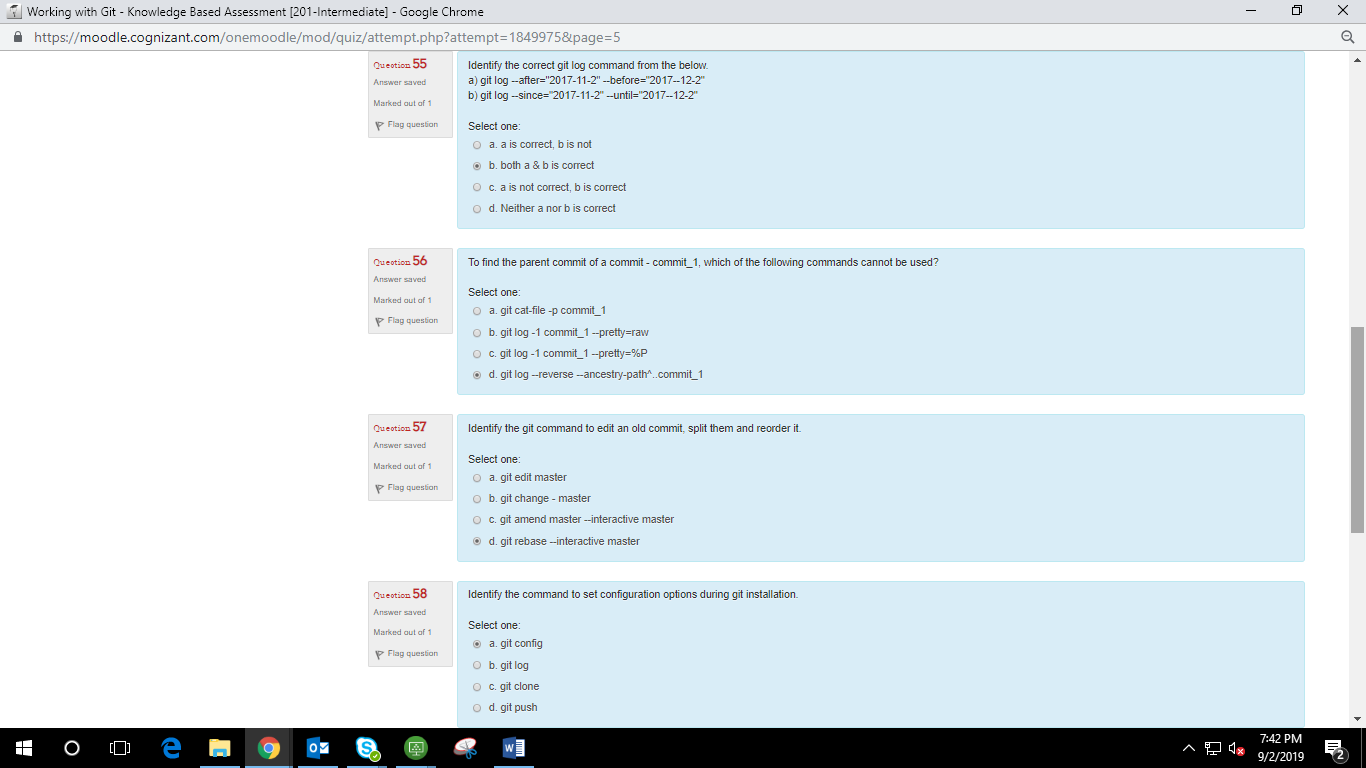 Working with Git - Knowledge Based Assessment [201-Intermediate] - Google Chrome
https://moodle.cognizant.com/onemoodle/mod/quiz/attempt.php?attempt=1849975&page=5
Question 55
Answer saved
Marked out of 1
Flag question
Identify the correct git log command from the below.
a) git log --after="2017-11-2" --before="2017--12-2"
b) git log --since="2017-11-2" --until="2017--12-2"
Select one:
a. a is correct, b is not
b. both a & b is correct
c. a is not correct, b is correct
d. Neither a nor b is correct
Question 56
Answer saved
Marked out of 1
Flag question
To find the parent commit of a commit - commit_1, which of the following commands cannot be used?
Select one:
a. git cat-file -p commit_1
b. git log -1 commit_1 --pretty=raw
c. git log -1 commit_1 --pretty=%P
d. git log --reverse --ancestry-path^..commit_1
Question 57
Answer saved
Marked out of 1
Flag question
Identify the git command to edit an old commit, split them and reorder it.
Select one:
a. git edit master
b. git change - master
c. git amend master --interactive master
d. git rebase --interactive master
Question 58
Answer saved
Marked out of 1
Flag question
Identify the command to set configuration options during git installation.
Select one:
a. git config
b. git log
c. git clone
d. git push
7:42 PM
9/2/2019
2